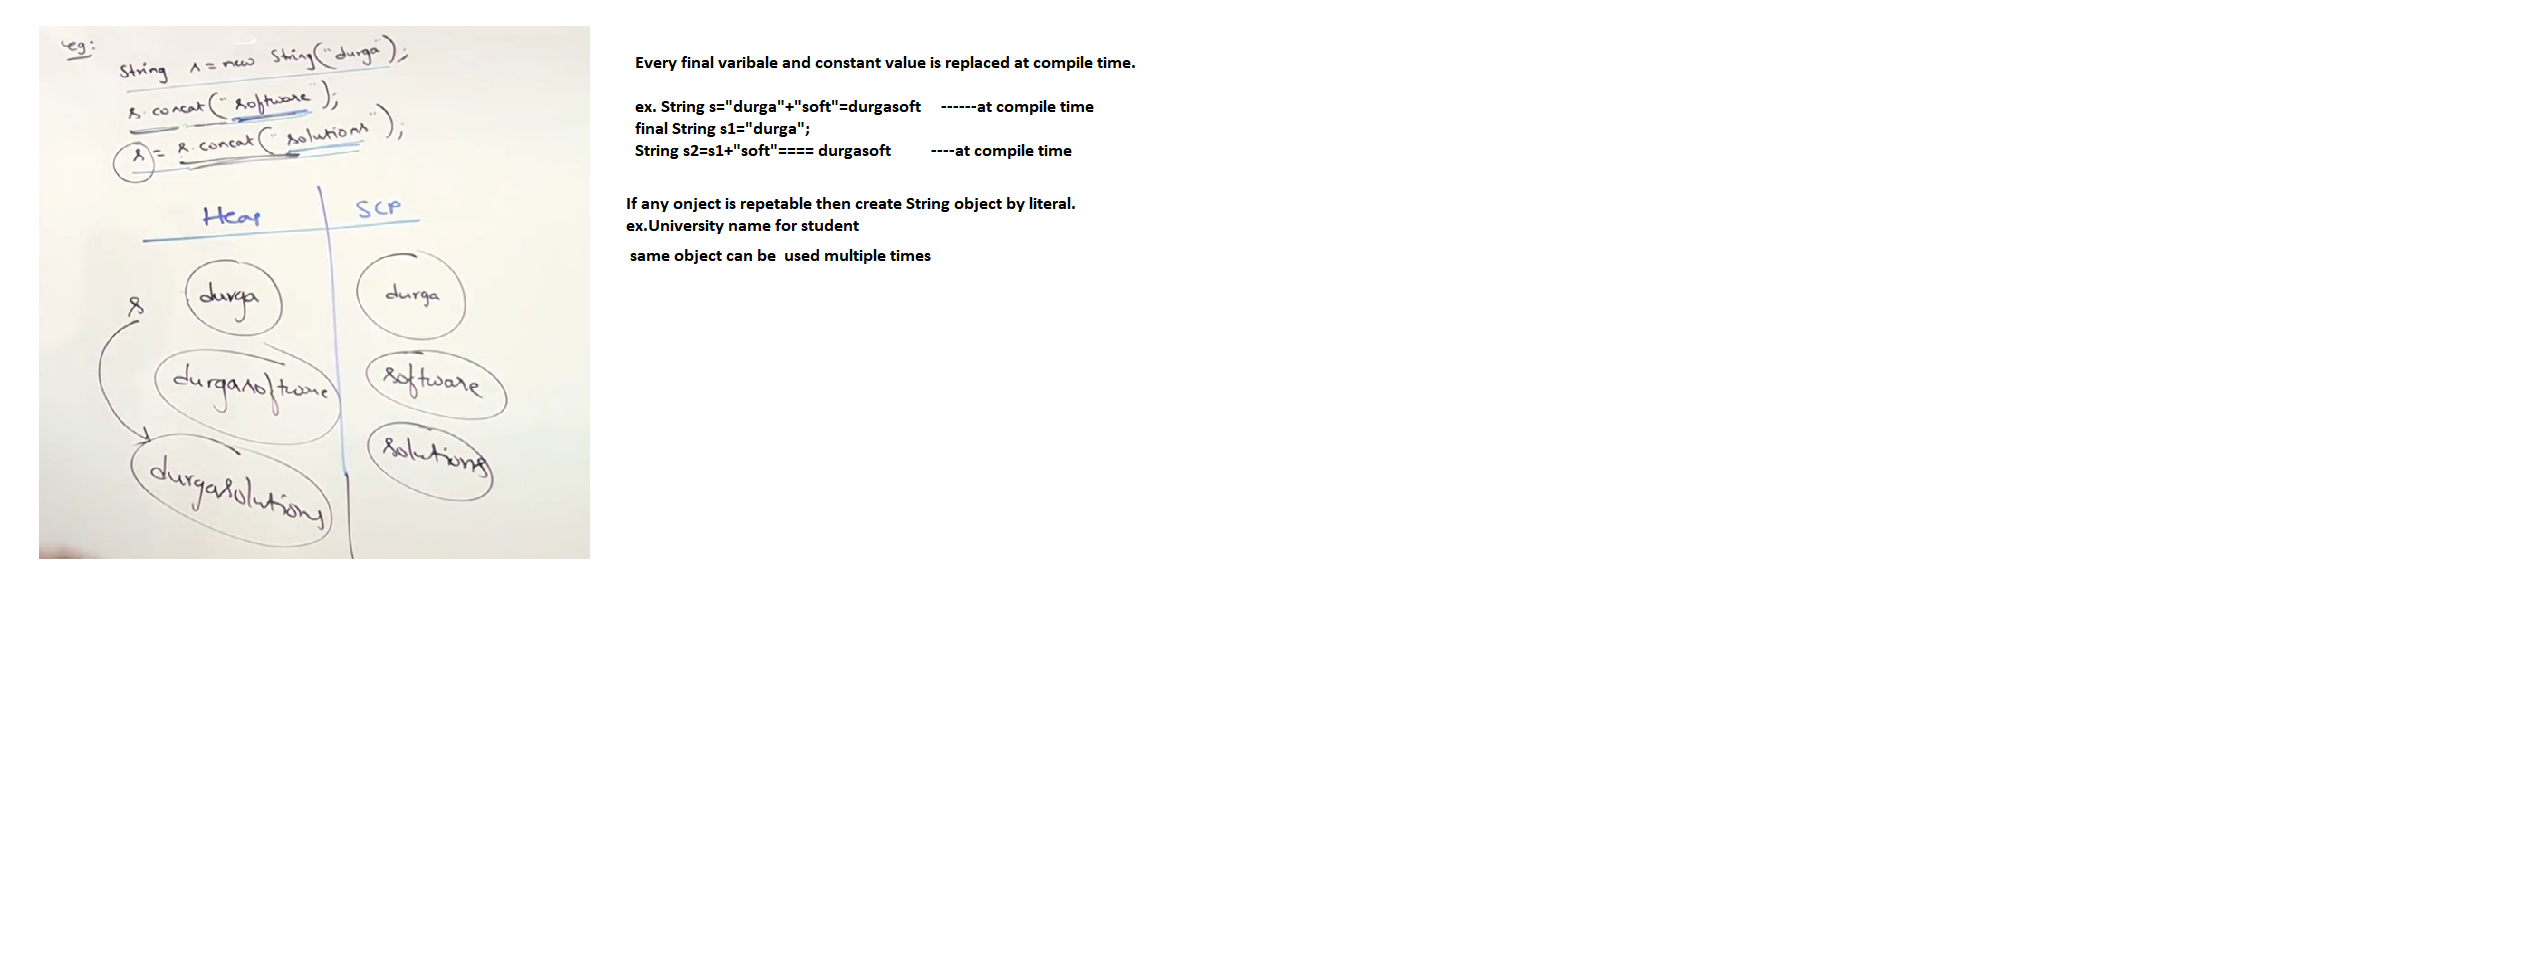 eg:
String s = new String("durga");
s.concat("software");
s = s.concat("solutions");
Heap SCP
s durga durga
durgasoftware software
durgasolutions solutions
Every final varibale and constant value is replaced at compile time.
ex. String s="durga"+"soft"=durgasoft ------at compile time
final String s1="durga";
String s2=s1+"soft"==== durgasoft ----at compile time
If any onject is repetable then create String object by literal.
ex.University name for student
same object can be used multiple times